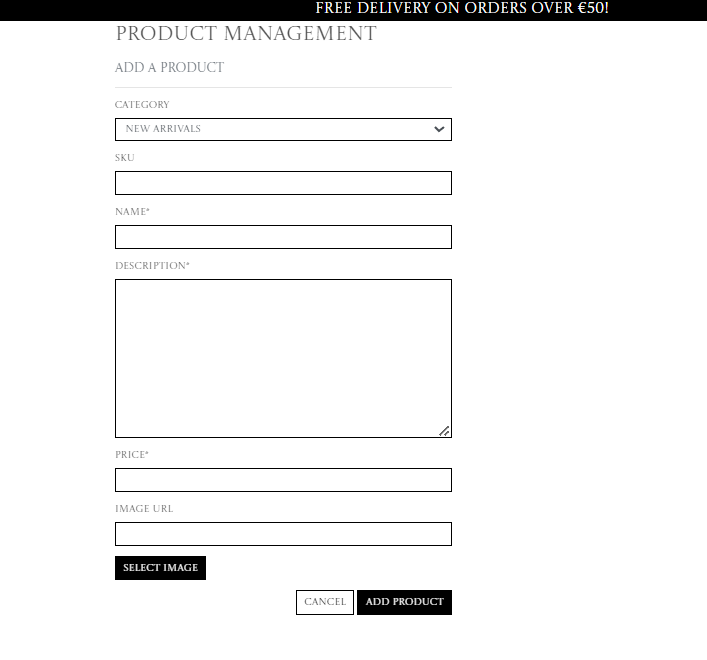 FREE DELIVERY ON ORDERS OVER €50!
PRODUCT MANAGEMENT
ADD A PRODUCT
CATEGORY
NEW ARRIVALS
SKU
NAME*
DESCRIPTION*
PRICE*
IMAGE URL
SELECT IMAGE
CANCEL ADD PRODUCT